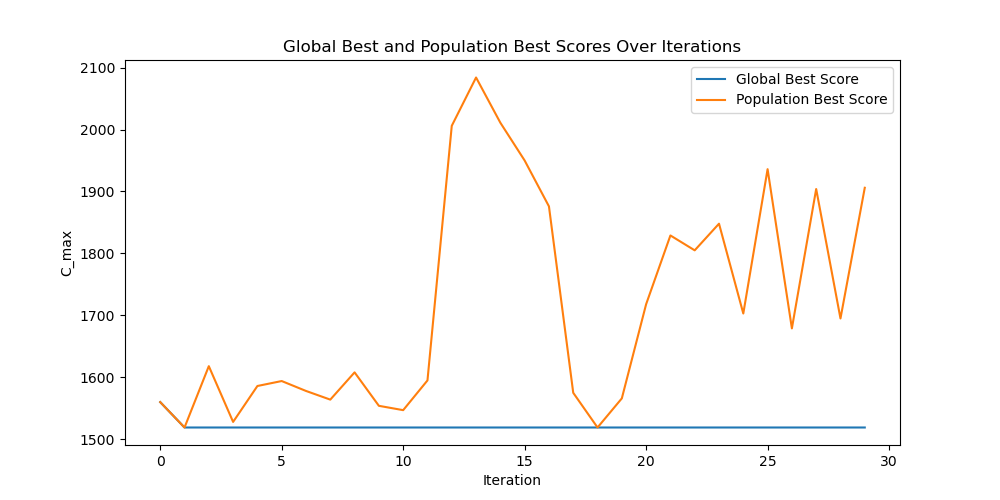 Global Best and Population Best Scores Over Iterations
Global Best Score
Population Best Score
2100
2000
1900
1800
1700
1600
1500
C_max
0 5 10 15 20 25 30
Iteration